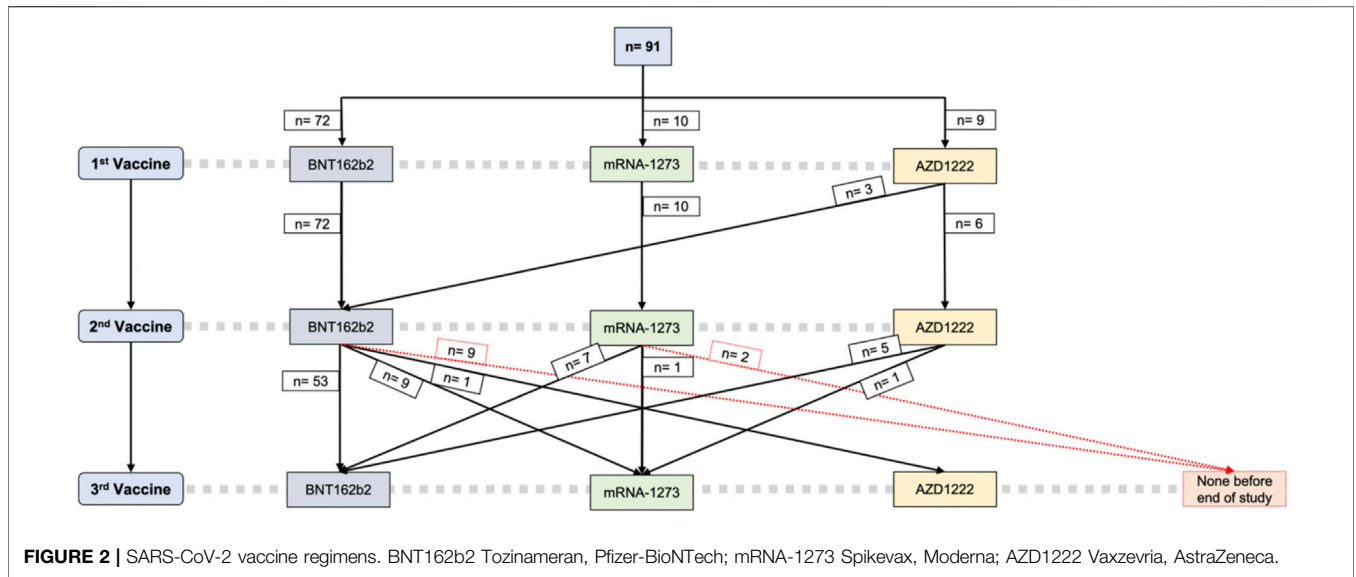 n= 91
n= 72
n= 10
n= 9
1st Vaccine
BNT162b2
mRNA-1273
AZD1222
n= 3
n= 72
n= 10
n= 6
2nd Vaccine
BNT162b2
mRNA-1273
AZD1222
n= 53
n= 9
n= 1
n= 9
n= 7
n= 1
n= 2
n= 5
n= 1
3rd Vaccine
BNT162b2
mRNA-1273
AZD1222
None before
end of study
FIGURE 2 | SARS-CoV-2 vaccine regimens. BNT162b2 Tozinameran, Pfizer-BioNTech; mRNA-1273 Spikevax, Moderna; AZD1222 Vaxzevria, AstraZeneca.